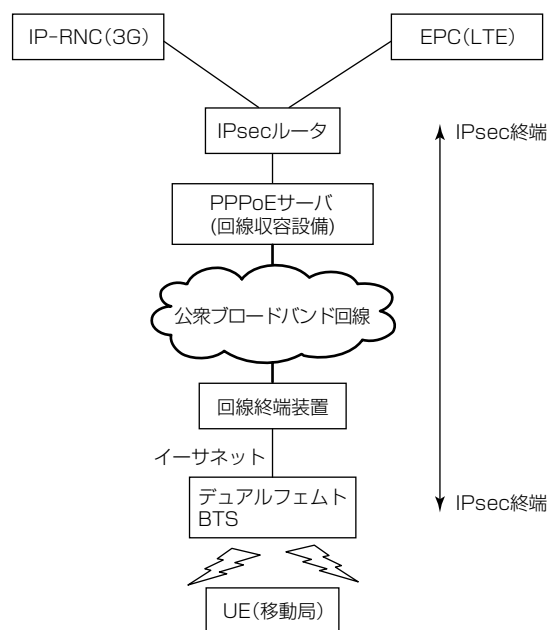 IP-RNC(3G)
EPC(LTE)
IPsecルータ
IPsec終端
PPPoEサーバ
(回線収容設備)
公衆ブロードバンド回線
回線終端装置
イーサネット
デュアルフェムト
BTS
IPsec終端
UE(移動局)